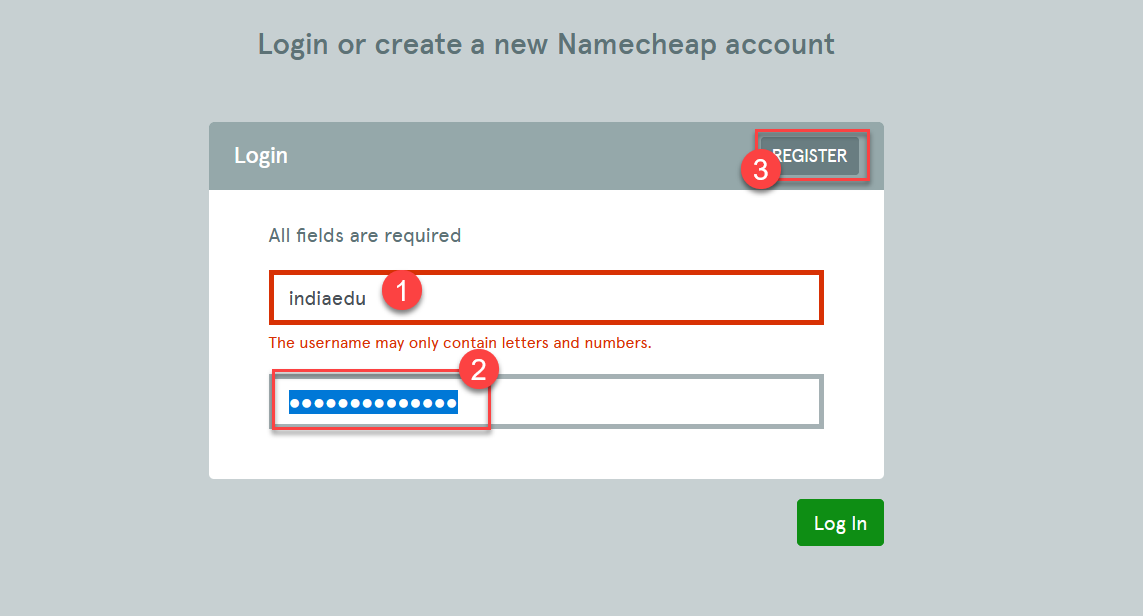 Login or create a new Namecheap account
Login
REGISTER
3
All fields are required
indiaedu
1
The username may only contain letters and numbers.
2
●●●●●●●●●●●●●●
Log In